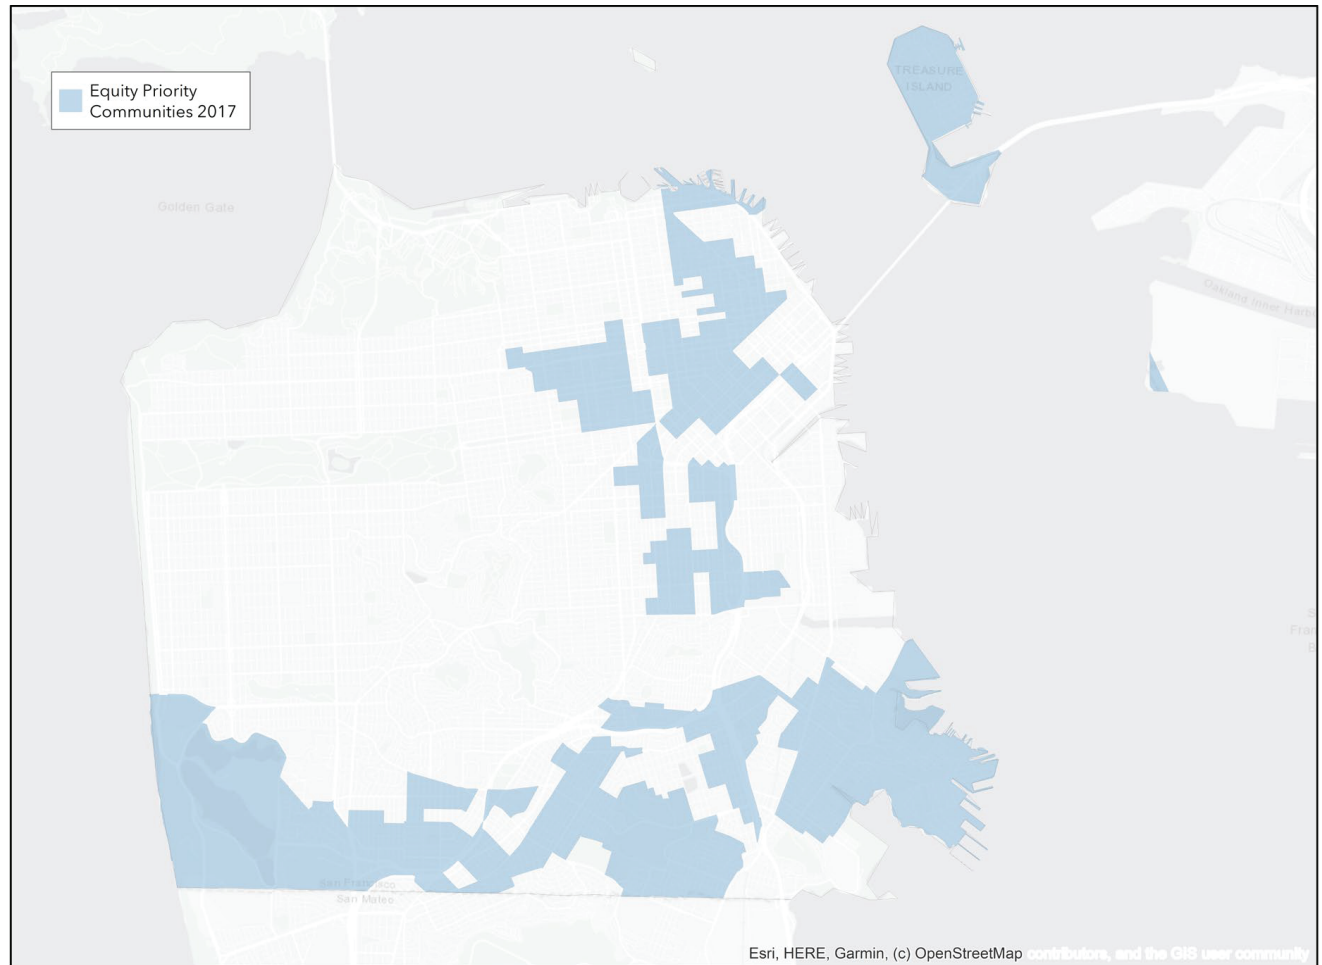 TREASURE
ISLAND
Equity Priority
Communities 2017
Golden Gate
Oakland Inner
San Francisco
San Mateo
Esri, HERE, Garmin, (c) OpenStreetMap contributors, and the GIS user community